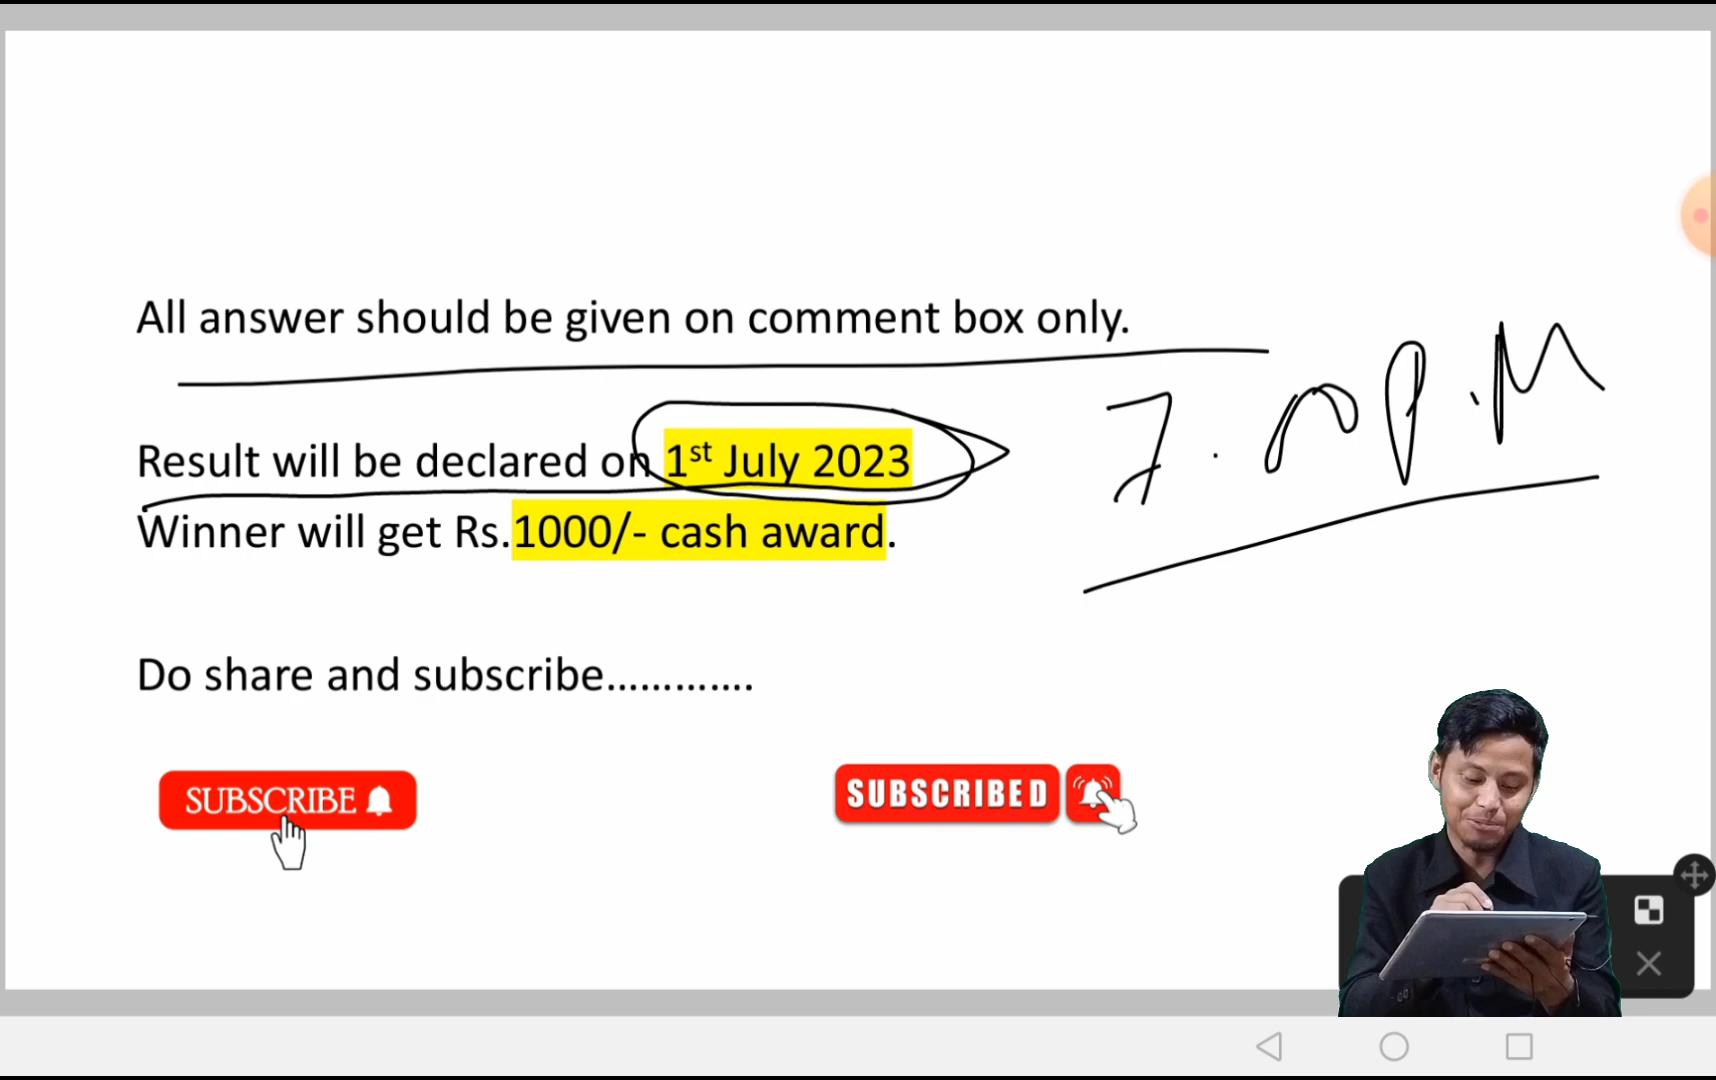 All answer should be given on comment box only.
Result will be declared on 1st July 2023
7. P.M
Winner will get Rs.1000/- cash award.
Do share and subscribe.............
SUBSCRIBE
SUBSCRIBED